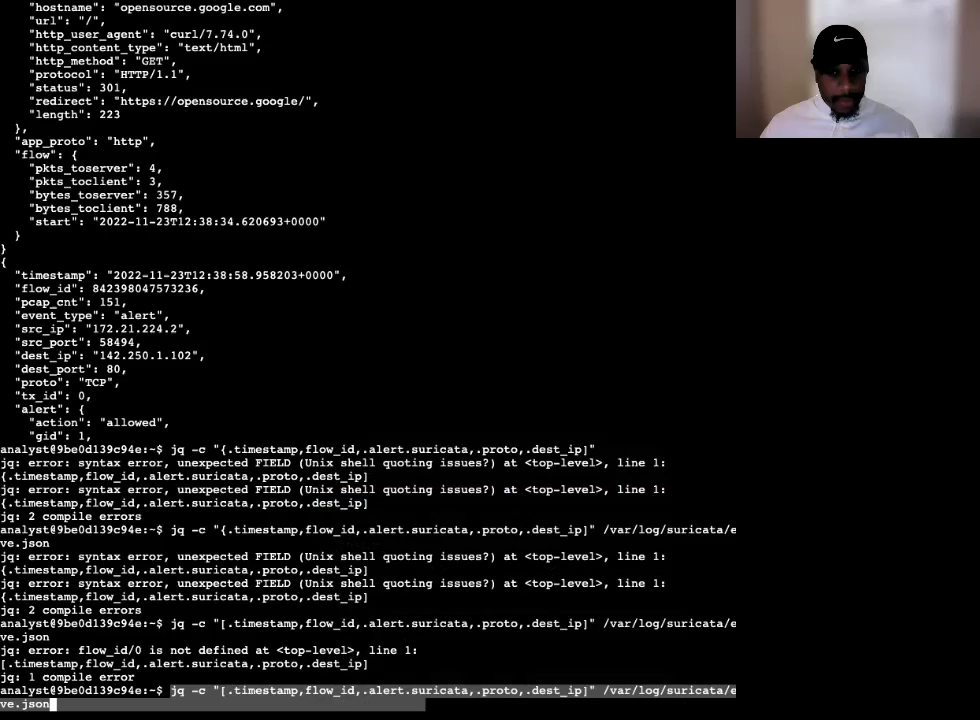 "hostname": "opensource.google.com",
"url": "/",
"http_user_agent": "curl/7.74.0",
"http_content_type": "text/html",
"http_method": "GET",
"protocol": "HTTP/1.1",
"status": 301,
"redirect": "https://opensource.google/",
"length": 223
},
"app_proto": "http",
"flow": {
"pkts_toserver": 4,
"pkts_toclient": 3,
"bytes_toserver": 357,
"bytes_toclient": 788,
"start": "2022-11-23T12:38:34.620693+0000"
}
}
{
"timestamp": "2022-11-23T12:38:58.958203+0000",
"flow_id": 842398047573236,
"pcap_cnt": 151,
"event_type": "alert",
"src_ip": "172.21.224.2",
"src_port": 58494,
"dest_ip": "142.250.1.102",
"dest_port": 80,
"proto": "TCP",
"tx_id": 0,
"alert": {
"action": "allowed",
"gid": 1,
analyst@9be0d139c94e:~$ jq -c "{.timestamp,flow_id,.alert.suricata,.proto,.dest_ip]"
jq: error: syntax error, unexpected FIELD (Unix shell quoting issues?) at <top-level>, line 1:
{.timestamp,flow_id,.alert.suricata,.proto,.dest_ip]
jq: error: syntax error, unexpected FIELD (Unix shell quoting issues?) at <top-level>, line 1:
{.timestamp,flow_id,.alert.suricata,.proto,.dest_ip]
jq: 2 compile errors
analyst@9be0d139c94e:~$ jq -c "{.timestamp,flow_id,.alert.suricata,.proto,.dest_ip]" /var/log/suricata/e
ve.json
jq: error: syntax error, unexpected FIELD (Unix shell quoting issues?) at <top-level>, line 1:
{.timestamp,flow_id,.alert.suricata,.proto,.dest_ip]
jq: error: syntax error, unexpected FIELD (Unix shell quoting issues?) at <top-level>, line 1:
{.timestamp,flow_id,.alert.suricata,.proto,.dest_ip]
jq: 2 compile errors
analyst@9be0d139c94e:~$ jq -c "[.timestamp,flow_id,.alert.suricata,.proto,.dest_ip]" /var/log/suricata/e
ve.json
jq: error: flow_id/0 is not defined at <top-level>, line 1:
[.timestamp,flow_id,.alert.suricata,.proto,.dest_ip]
jq: 1 compile error
analyst@9be0d139c94e:~$ jq -c "[.timestamp,flow_id,.alert.suricata,.proto,.dest_ip]" /var/log/suricata/e
ve.json